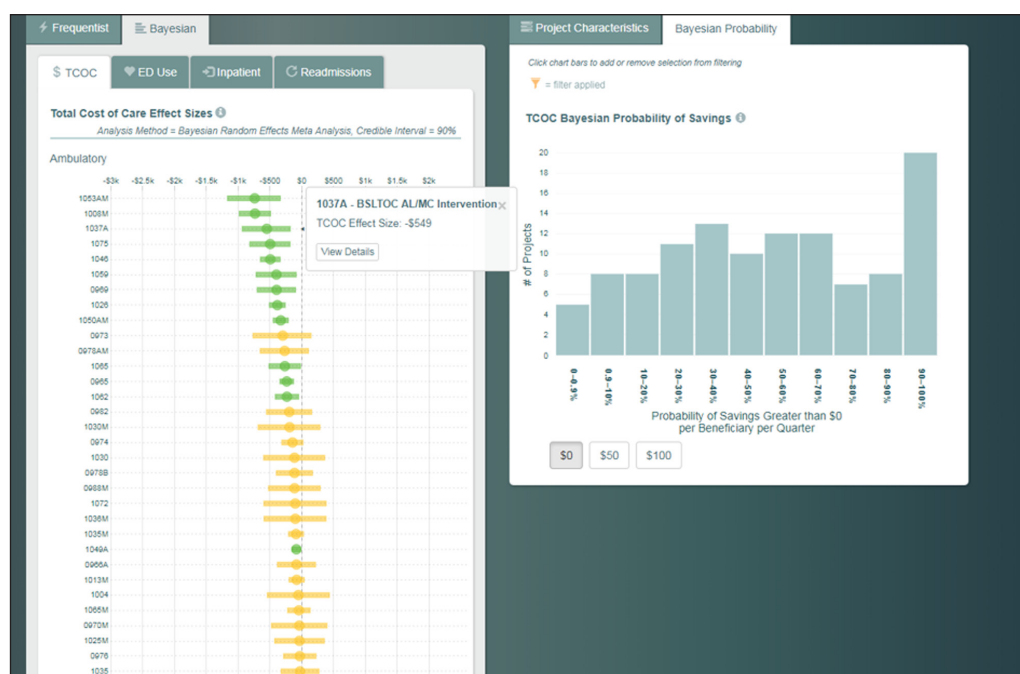 Frequentist
Bayesian
$ TCOC
ED Use
Inpatient
Readmissions
Total Cost of Care Effect Sizes
Analysis Method = Bayesian Random Effects Meta Analysis, Credible Interval = 90%
Ambulatory
-$3k -$2.5k -$2k -$1.5k -$1k -$500 $0 $500 $1k $1.5k $2k
1053AM
1008M
1037A
1075
1046
1059
0969
1026
1050AM
0973
0978AM
1065
0965
1062
0982
1030M
0974
1030
0978B
0988M
1072
1036M
1035M
1049A
0966A
1013M
1004
1065M
0970M
1025M
0976
1035
1037A - BSLTOC AL/MC Intervention
TCOC Effect Size: -$549
View Details
Project Characteristics
Bayesian Probability
Click chart bars to add or remove selection from filtering
= filter applied
TCOC Bayesian Probability of Savings
# of Projects
20
18
16
14
12
10
8
6
4
2
0
0-0.9% 0.9-10% 10-20% 20-30% 30-40% 40-50% 50-60% 60-70% 70-80% 80-90% 90-100%
Probability of Savings Greater than $0
per Beneficiary per Quarter
$0 $50 $100